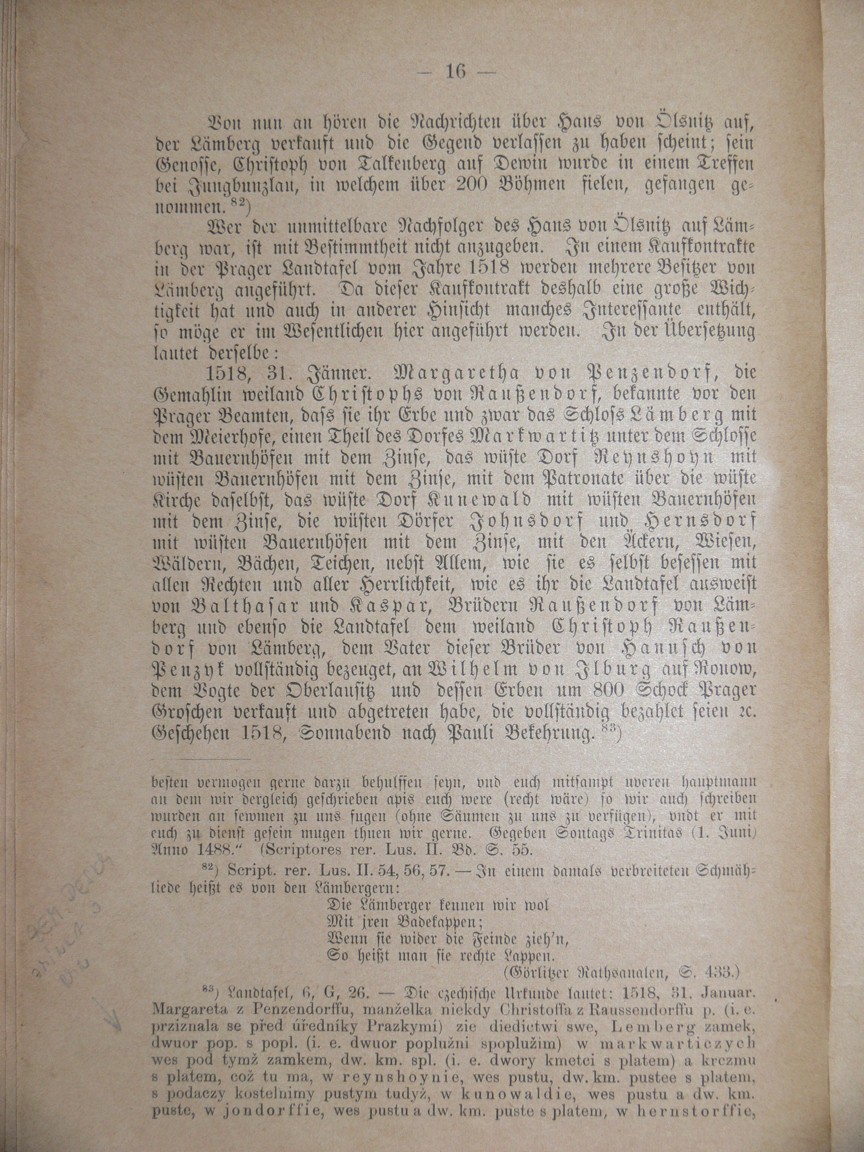 — 16 —
Von nun an hören die Nachrichten über Hans von Ölsnitz auf,
der Lämberg verkauft und die Gegend verlassen zu haben scheint; sein
Genosse, Christoph von Talkenberg auf Dewin wurde in einem Treffen
bei Jungbunzlau, in welchem über 200 Böhmen fielen, gefangen ge-
nommen.⁸²)
Wer der unmittelbare Nachfolger des Hans von Ölsnitz auf Läm-
berg war, ist mit Bestimmtheit nicht anzugeben. In einem Kaufkontrakte
in der Prager Landtafel vom Jahre 1518 werden mehrere Besitzer von
Lämberg angeführt. Da dieser Kaufkontrakt deshalb eine große Wich-
tigkeit hat und auch in anderer Hinsicht manches Interessante enthält,
so möge er im Wesentlichen hier angeführt werden. In der Übersetzung
lautet derselbe:
1518, 31. Jänner. Margaretha von Penzendorf, die
Gemahlin weiland Christophs von Raußendorf, bekannte vor den
Prager Beamten, dass sie ihr Erbe und zwar das Schloss Lämberg mit
dem Meierhofe, einen Theil des Dorfes Markwartitz unter dem Schlosse
mit Bauernhöfen mit dem Zinse, das wüste Dorf Reynshoyn mit
wüsten Bauernhöfen mit dem Zinse, mit dem Patronate über die wüste
Kirche daselbst, das wüste Dorf Kunewald mit wüsten Bauernhöfen
mit dem Zinse, die wüsten Dörfer Johnsdorf und Hernsdorf
mit wüsten Bauernhöfen mit dem Zinse, mit den Äckern, Wiesen,
Wäldern, Bächen, Teichen, nebst Allem, wie sie es selbst besessen mit
allen Rechten und aller Herrlichkeit, wie es ihr die Landtafel ausweist
von Balthasar und Kaspar, Brüdern Raußendorf von Läm-
berg und ebenso die Landtafel dem weiland Christoph Raußen-
dorf von Lämberg, dem Vater dieser Brüder von Hanusch von
Penzyk vollständig bezeuget, an Wilhelm von Ilburg auf Ronow,
dem Vogte der Oberlausitz und dessen Erben um 800 Schock Prager
Groschen verkauft und abgetreten habe, die vollständig bezahlet seien ꝛc.
Geschehen 1518, Sonnabend nach Pauli Bekehrung.⁸³)
besten vermogen gerne darzu behulffen seyn, vnd euch mitsampt uveren hauptmann
an dem wir dergleich geschrieben apis euch were (recht wäre) so wir auch schreiben
wurden an sewmen zu uns fugen (ohne Säumen zu uns zu verfügen), vndt er mit
euch zu dienst gesein mugen thuen wir gerne. Gegeben Sontags Trinitas (1. Juni)
Anno 1488." (Scriptores rer. Lus. II. Bd. S. 55.
⁸²) Script. rer. Lus. II. 54, 56, 57. — In einem damals verbreiteten Schmäh-
liede heißt es von den Lämbergern:
Die Lämberger kennen wir wol
Mit jren Badekappen;
Wenn sie wider die Feinde zieh'n,
So heißt man sie rechte Lappen.
(Görlitzer Rathsanalen, S. 433.)
⁸³) Landtafel, 6, G, 26. — Die czechische Urkunde lautet: 1518, 31. Januar.
Margareta z Penzendorffu, manželka niekdy Christoffa z Raussendorffu p. (i. e.
prziznala se před úředniky Prazkymi) zie diedictwi swe, Lemberg zamek,
dwuor pop. s popl. (i. e. dwuor poplužni spoplužim) w markwarticzych
wes pod tymž zamkem, dw. km. spl. (i. e. dwory kmetci s platem) a krczmu
s platem, což tu ma, w reynshoynie, wes pustu, dw. km. pustee s platem,
s podaczy kostelnimy pustym tudyž, w kunowaldie, wes pustu a dw. km.
puste, w jondorffie, wes pustu a dw. km. puste s platem, w hernstorffie,